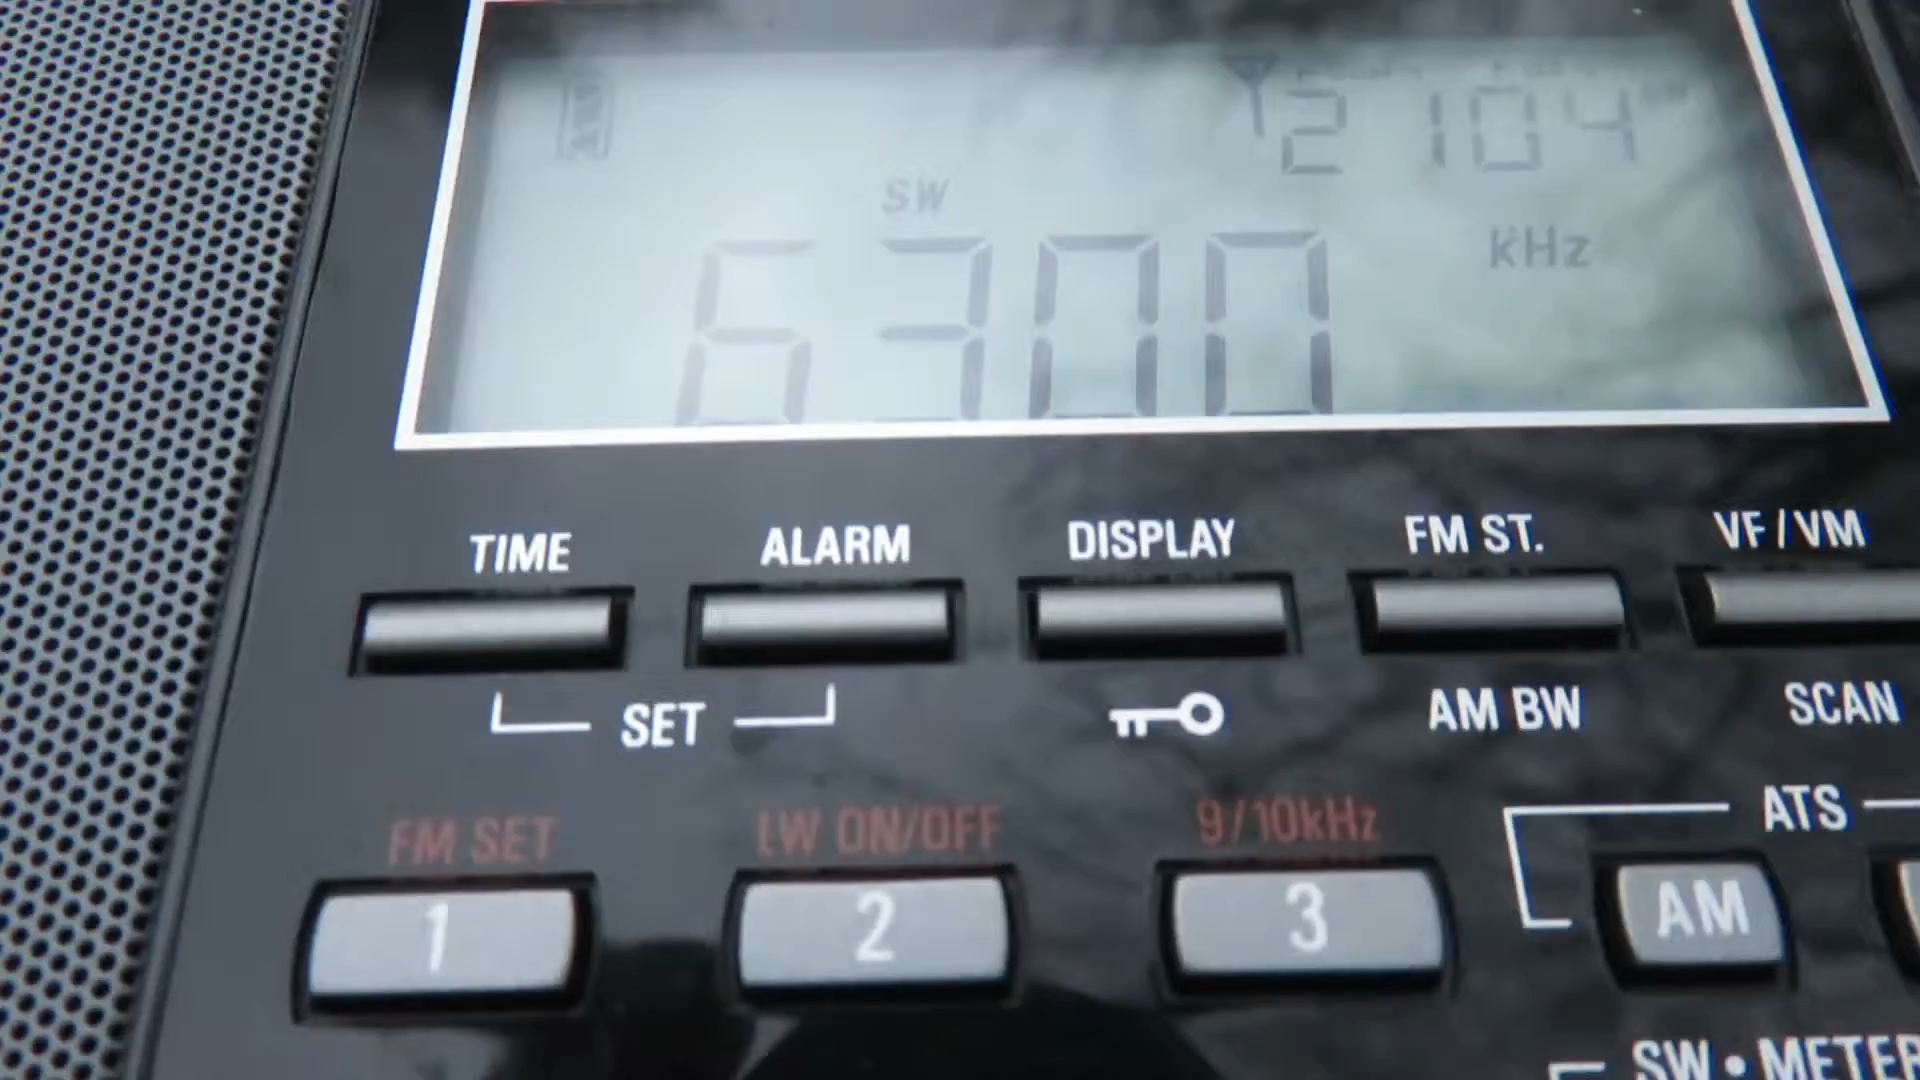 2104
SW
6300 kHz
TIME ALARM DISPLAY FM ST. VF/VM
SET AM BW SCAN
FM SET LW ON/OFF 9/10kHz ATS
1 2 3 AM
SW•METER